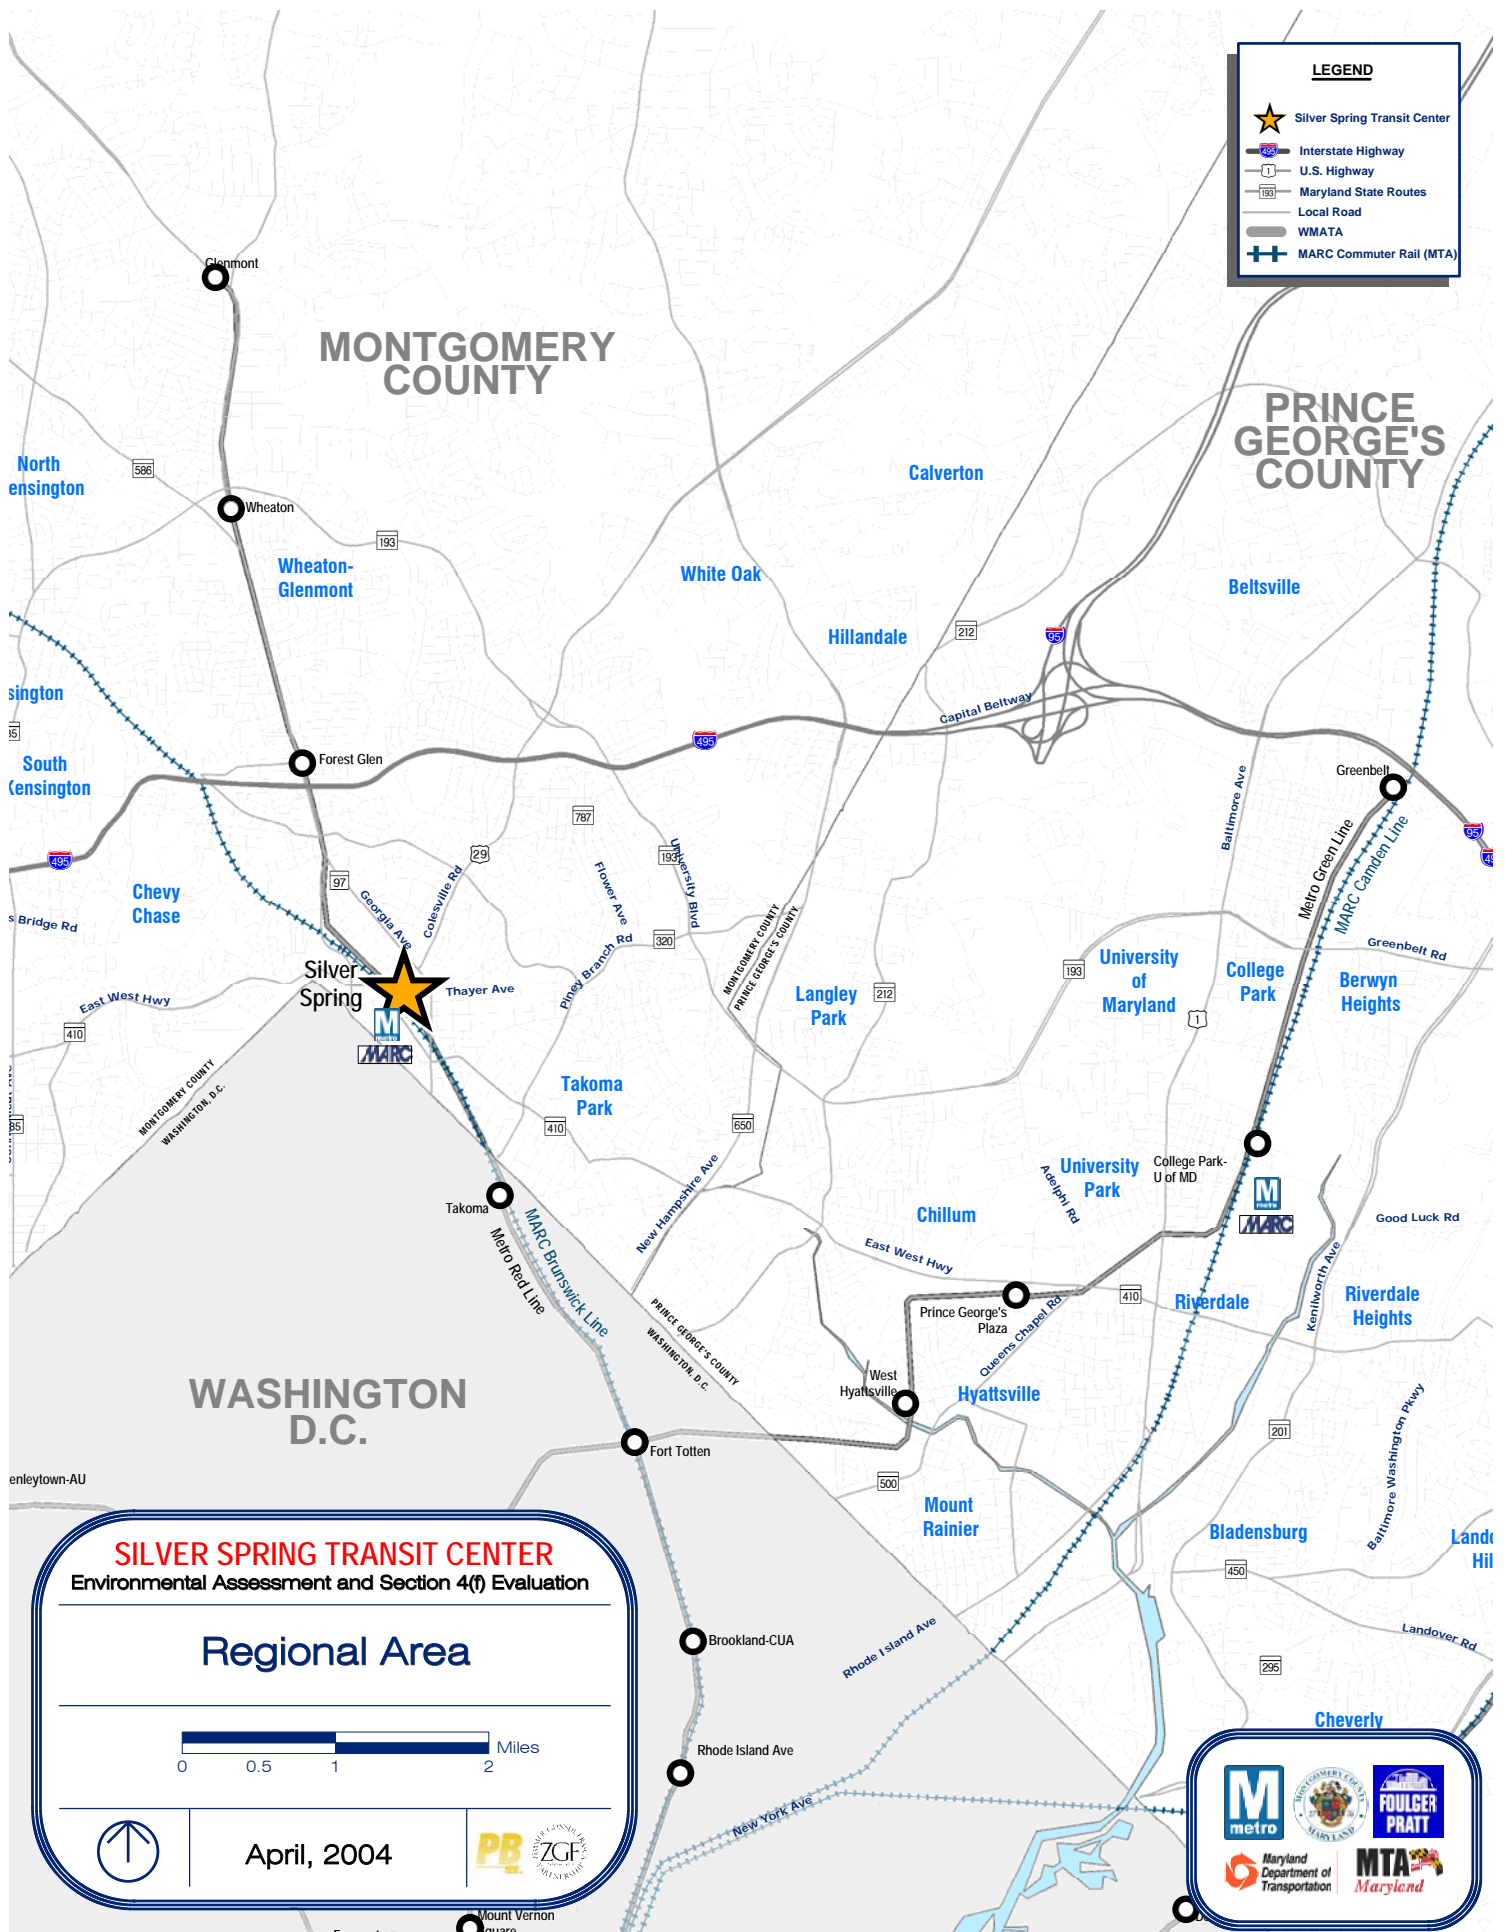 LEGEND
Silver Spring Transit Center
495
Interstate Highway
1
U.S. Highway
193
Maryland State Routes
Local Road
WMATA
MARC Commuter Rail (MTA)
Glenmont
MONTGOMERY
COUNTY
PRINCE
GEORGE'S
COUNTY
North
ensington
586
Calverton
Wheaton
193
Wheaton-
Glenmont
White Oak
Beltsville
Hillandale
212
95
sington
Capital Beltway
495
South
Kensington
Forest Glen
Greenbelt
Baltimore Ave
787
Metro Green Line
MARC Camden Line
95
495
University Blvd
193
29
97
Chevy
Chase
Georgia Ave
Colesville Rd
Flower Ave
s Bridge Rd
Piney Branch Rd
320
MONTGOMERY COUNTY
PRINCE GEORGE'S COUNTY
Greenbelt Rd
University
of
Maryland
193
College
Park
Berwyn
Heights
Silver
Spring
Thayer Ave
Langley
Park
212
East West Hwy
410
1
M
metro
MARC
MONTGOMERY COUNTY
WASHINGTON, D.C.
Takoma
Park
410
650
University
Park
College Park-
U of MD
Adelphi Rd
M
metro
MARC
Takoma
New Hampshire Ave
Chillum
Good Luck Rd
MARC Brunswick Line
Metro Red Line
East West Hwy
Kenilworth Ave
Prince George's
Plaza
410
Riverdale
Riverdale
Heights
Queens Chapel Rd
PRINCE GEORGE'S COUNTY
WASHINGTON, D.C.
WASHINGTON
D.C.
West
Hyattsville
Hyattsville
Baltimore Washington Pkwy
201
Fort Totten
enleytown-AU
500
Mount
Rainier
Bladensburg
450
SILVER SPRING TRANSIT CENTER
Environmental Assessment and Section 4(f) Evaluation
Regional Area
Miles
0 0.5 1 2
April, 2004
PB
ZGF
Brookland-CUA
Rhode Island Ave
Landover Rd
295
Cheverly
Rhode Island Ave
New York Ave
Mount Vernon
M
metro
MONTGOMERY COUNTY
MARYLAND
FOULGER
PRATT
Maryland
Department of
Transportation
MTA
Maryland